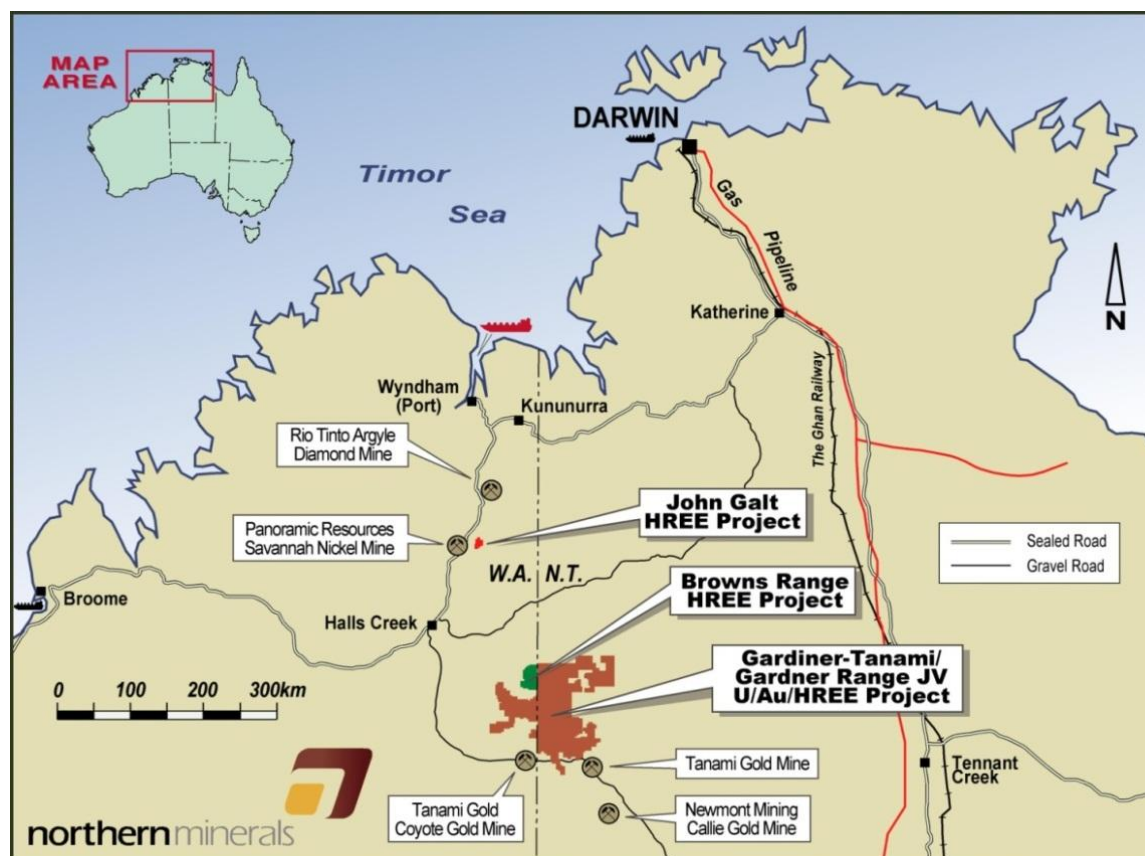 MAP
AREA
Timor
Sea
DARWIN
Gas
Pipeline
Katherine
N
The Ghan Railway
Wyndham
(Port)
Kununurra
Rio Tinto Argyle
Diamond Mine
John Galt
HREE Project
Panoramic Resources
Savannah Nickel Mine
Sealed Road
Gravel Road
W.A. N.T.
Browns Range
HREE Project
Broome
Halls Creek
Gardiner-Tanami/
Gardner Range JV
U/Au/HREE Project
0 100 200 300km
Tanami Gold Mine
Tennant
Creek
Tanami Gold
Coyote Gold Mine
Newmont Mining
Callie Gold Mine
northernminerals